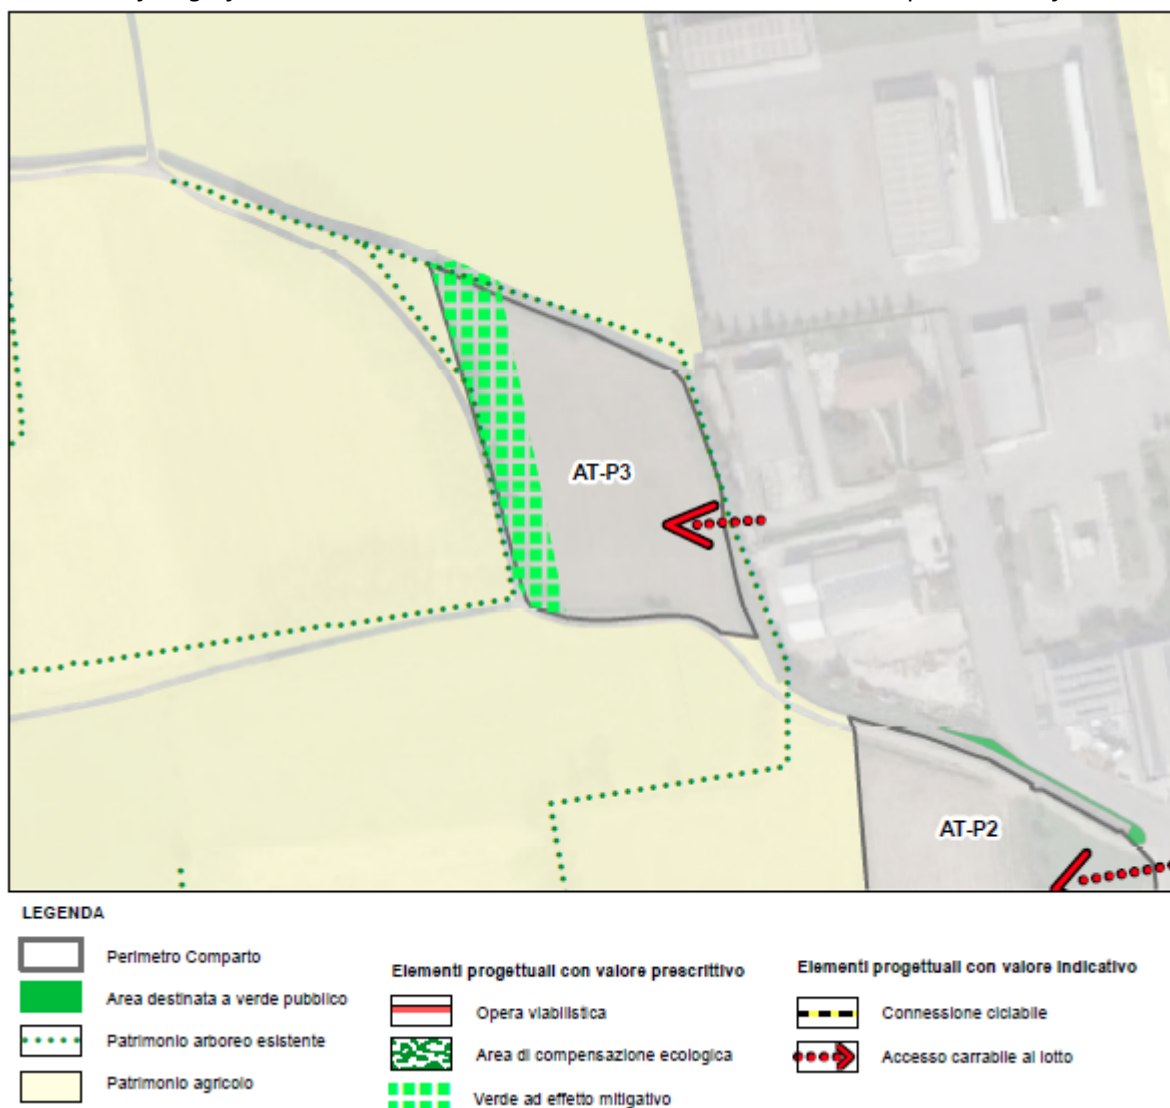 AT-P3
AT-P2
LEGENDA
Perimetro Comparto
Area destinata a verde pubblico
Patrimonio arboreo esistente
Patrimonio agricolo
Elementi progettuali con valore prescrittivo
Opera viabilistica
Area di compensazione ecologica
Verde ad effetto mitigativo
Elementi progettuali con valore indicativo
Connessione ciclabile
Accesso carrabile al lotto